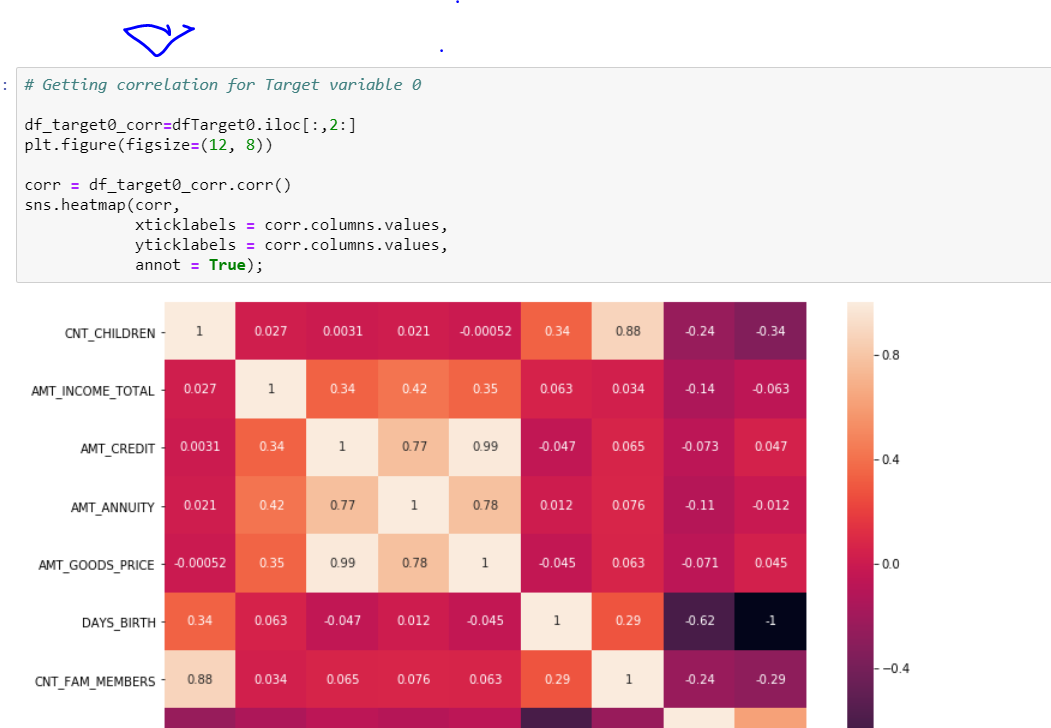 :
# Getting correlation for Target variable 0
df_target0_corr=dfTarget0.iloc[:,2:]
plt.figure(figsize=(12, 8))
corr = df_target0_corr.corr()
sns.heatmap(corr,
xticklabels = corr.columns.values,
yticklabels = corr.columns.values,
annot = True);
CNT_CHILDREN 1 0.027 0.0031 0.021 -0.00052 0.34 0.88 -0.24 -0.34
0.8
AMT_INCOME_TOTAL 0.027 1 0.34 0.42 0.35 0.063 0.034 -0.14 -0.063
AMT_CREDIT 0.0031 0.34 1 0.77 0.99 -0.047 0.065 -0.073 0.047
0.4
AMT_ANNUITY 0.021 0.42 0.77 1 0.78 0.012 0.076 -0.11 -0.012
AMT_GOODS_PRICE -0.00052 0.35 0.99 0.78 1 -0.045 0.063 -0.071 0.045
0.0
DAYS_BIRTH 0.34 0.063 -0.047 0.012 -0.045 1 0.29 -0.62 -1
CNT_FAM_MEMBERS 0.88 0.034 0.065 0.076 0.063 0.29 1 -0.24 -0.29
−0.4